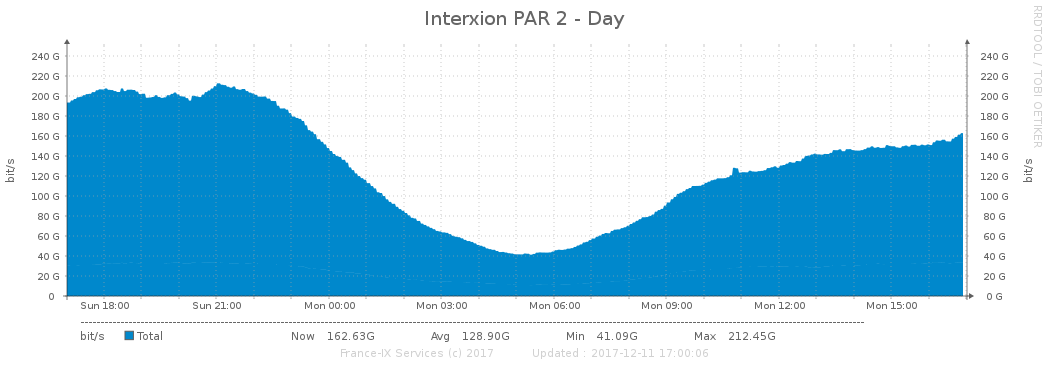 Interxion PAR 2 - Day
RRDTOOL / TOBI OETIKER
bit/s
240 G 240 G
220 G 220 G
200 G 200 G
180 G 180 G
160 G 160 G
140 G 140 G
120 G 120 G
100 G 100 G
80 G 80 G
60 G 60 G
40 G 40 G
20 G 20 G
0 0 G
bit/s
Sun 18:00 Sun 21:00 Mon 00:00 Mon 03:00 Mon 06:00 Mon 09:00 Mon 12:00 Mon 15:00
bit/s Total Now 162.63G Avg 128.90G Min 41.09G Max 212.45G
France-IX Services (c) 2017 Updated : 2017-12-11 17:00:06